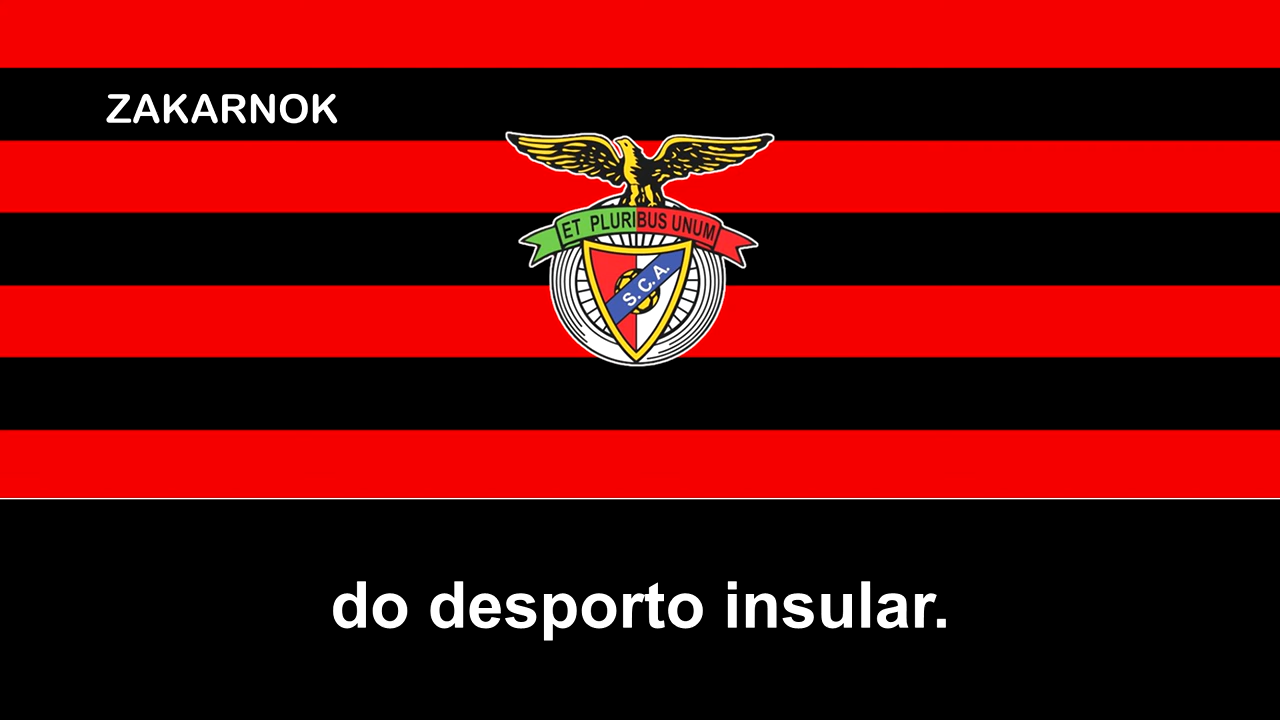 ZAKARNOK
ET PLURIBUS UNUM
S. C. A.
do desporto insular.